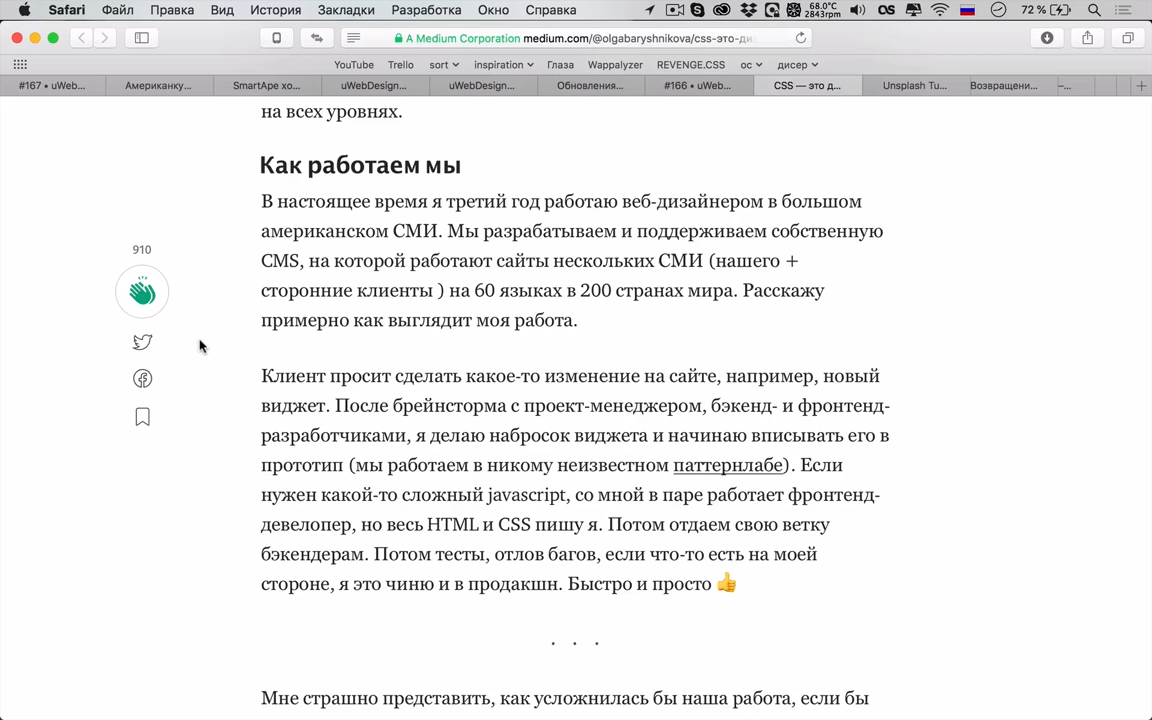 Safari Файл Правка Вид История Закладки Разработка Окно Справка 68.0°C 2843rpm OS 72 %
A Medium Corporation medium.com/@olgabaryshnikova/css-это-ди
YouTube Trello sort inspiration Глаза Wappalyzer REVENGE.CSS ос дисер
#167 • uWeb... Американку... SmartApe хо... uWebDesign... uWebDesign... Обновления... #166 • uWeb... CSS — это д... Unsplash Tu... Возвращени... –...
на всех уровнях.
Как работаем мы
В настоящее время я третий год работаю веб-дизайнером в большом
американском СМИ. Мы разрабатываем и поддерживаем собственную
CMS, на которой работают сайты нескольких СМИ (нашего +
сторонние клиенты ) на 60 языках в 200 странах мира. Расскажу
примерно как выглядит моя работа.
910
Клиент просит сделать какое-то изменение на сайте, например, новый
виджет. После брейнсторма с проект-менеджером, бэкенд- и фронтенд-
разработчиками, я делаю набросок виджета и начинаю вписывать его в
прототип (мы работаем в никому неизвестном паттернлабе). Если
нужен какой-то сложный javascript, со мной в паре работает фронтенд-
девелопер, но весь HTML и CSS пишу я. Потом отдаем свою ветку
бэкендерам. Потом тесты, отлов багов, если что-то есть на моей
стороне, я это чиню и в продакшн. Быстро и просто 👍
. . .
Мне страшно представить, как усложнилась бы наша работа, если бы